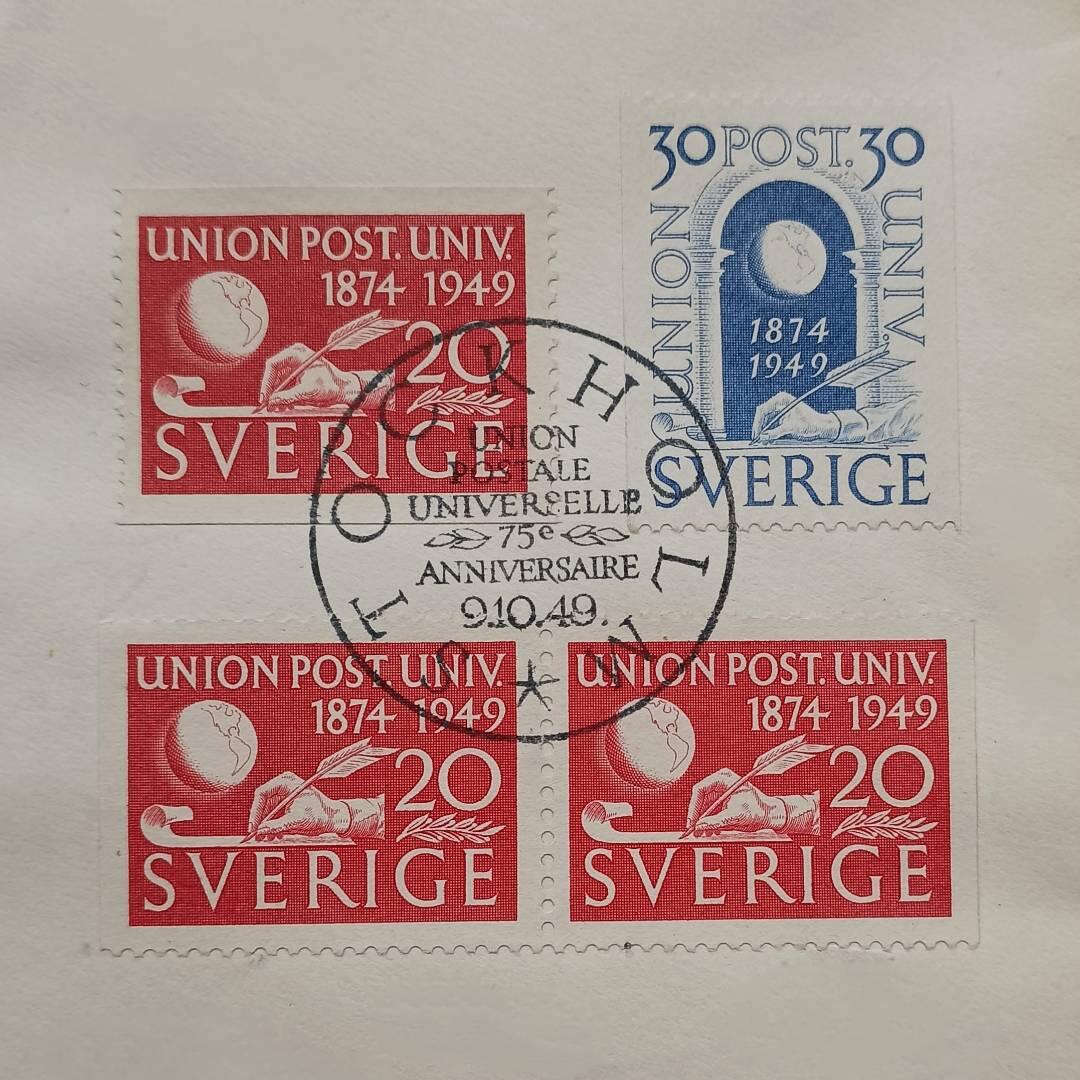 UNION POST. UNIV.
1874 1949
20
SVERIGE
30 POST. 30
UNION
UNIV.
1874
1949
SVERIGE
STOCKHOLM
UNION
POSTALE
UNIVERSELLE
75e
ANNIVERSAIRE
9.10.49.
UNION POST. UNIV.
1874 1949
20
SVERIGE
UNION POST. UNIV.
1874 1949
20
SVERIGE